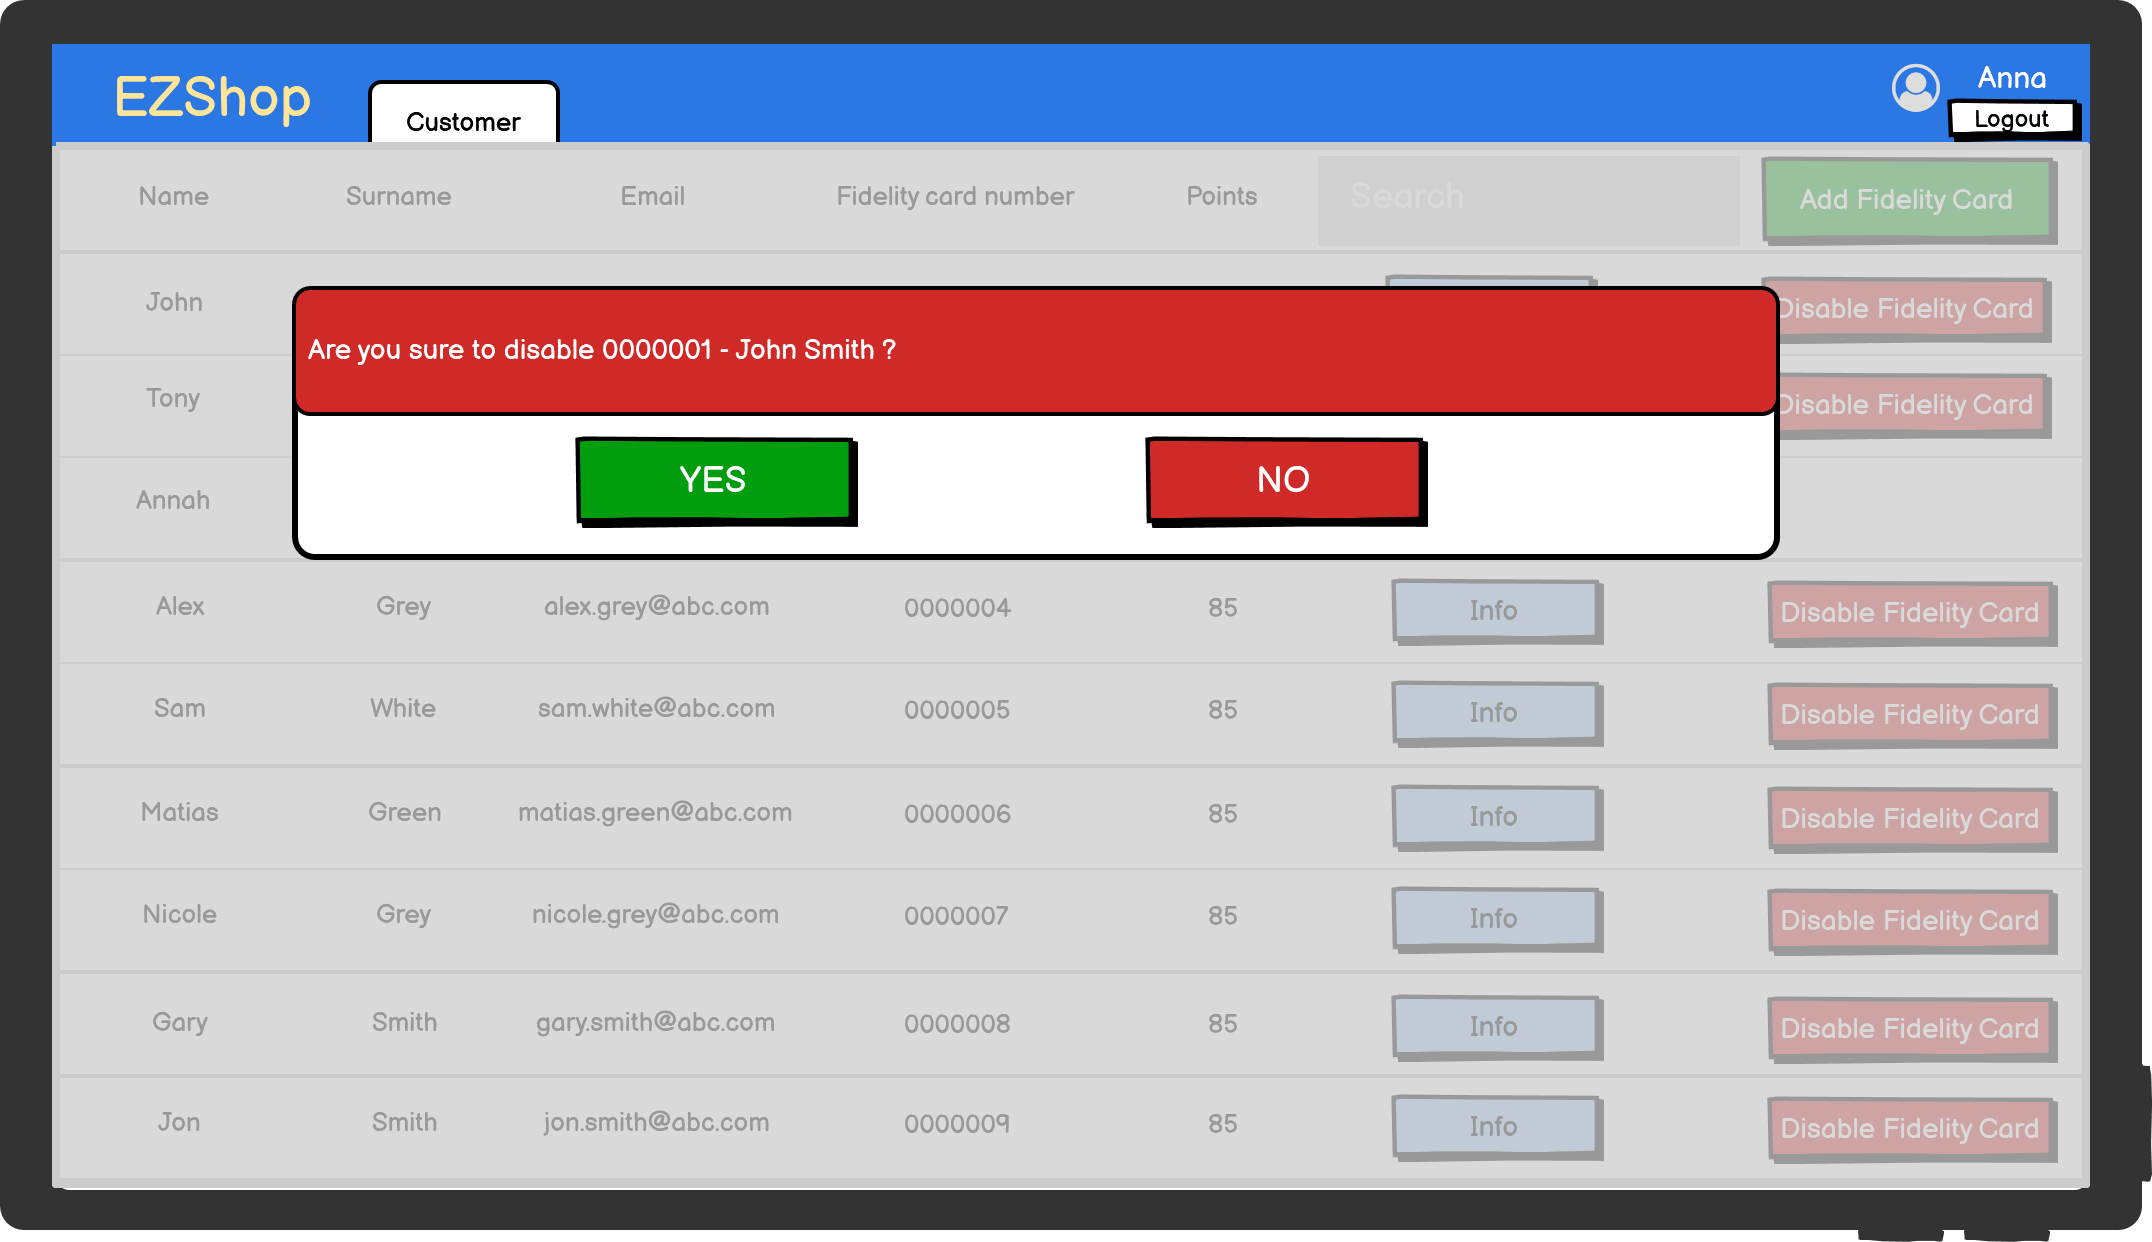 EZShop
Customer
Anna
Logout
Name Surname Email Fidelity card number Points Search Add Fidelity Card
John Disable Fidelity Card
Are you sure to disable 0000001 - John Smith ?
Tony Disable Fidelity Card
YES NO
Annah
Alex Grey alex.grey@abc.com 0000004 85 Info Disable Fidelity Card
Sam White sam.white@abc.com 0000005 85 Info Disable Fidelity Card
Matias Green matias.green@abc.com 0000006 85 Info Disable Fidelity Card
Nicole Grey nicole.grey@abc.com 0000007 85 Info Disable Fidelity Card
Gary Smith gary.smith@abc.com 0000008 85 Info Disable Fidelity Card
Jon Smith jon.smith@abc.com 0000009 85 Info Disable Fidelity Card